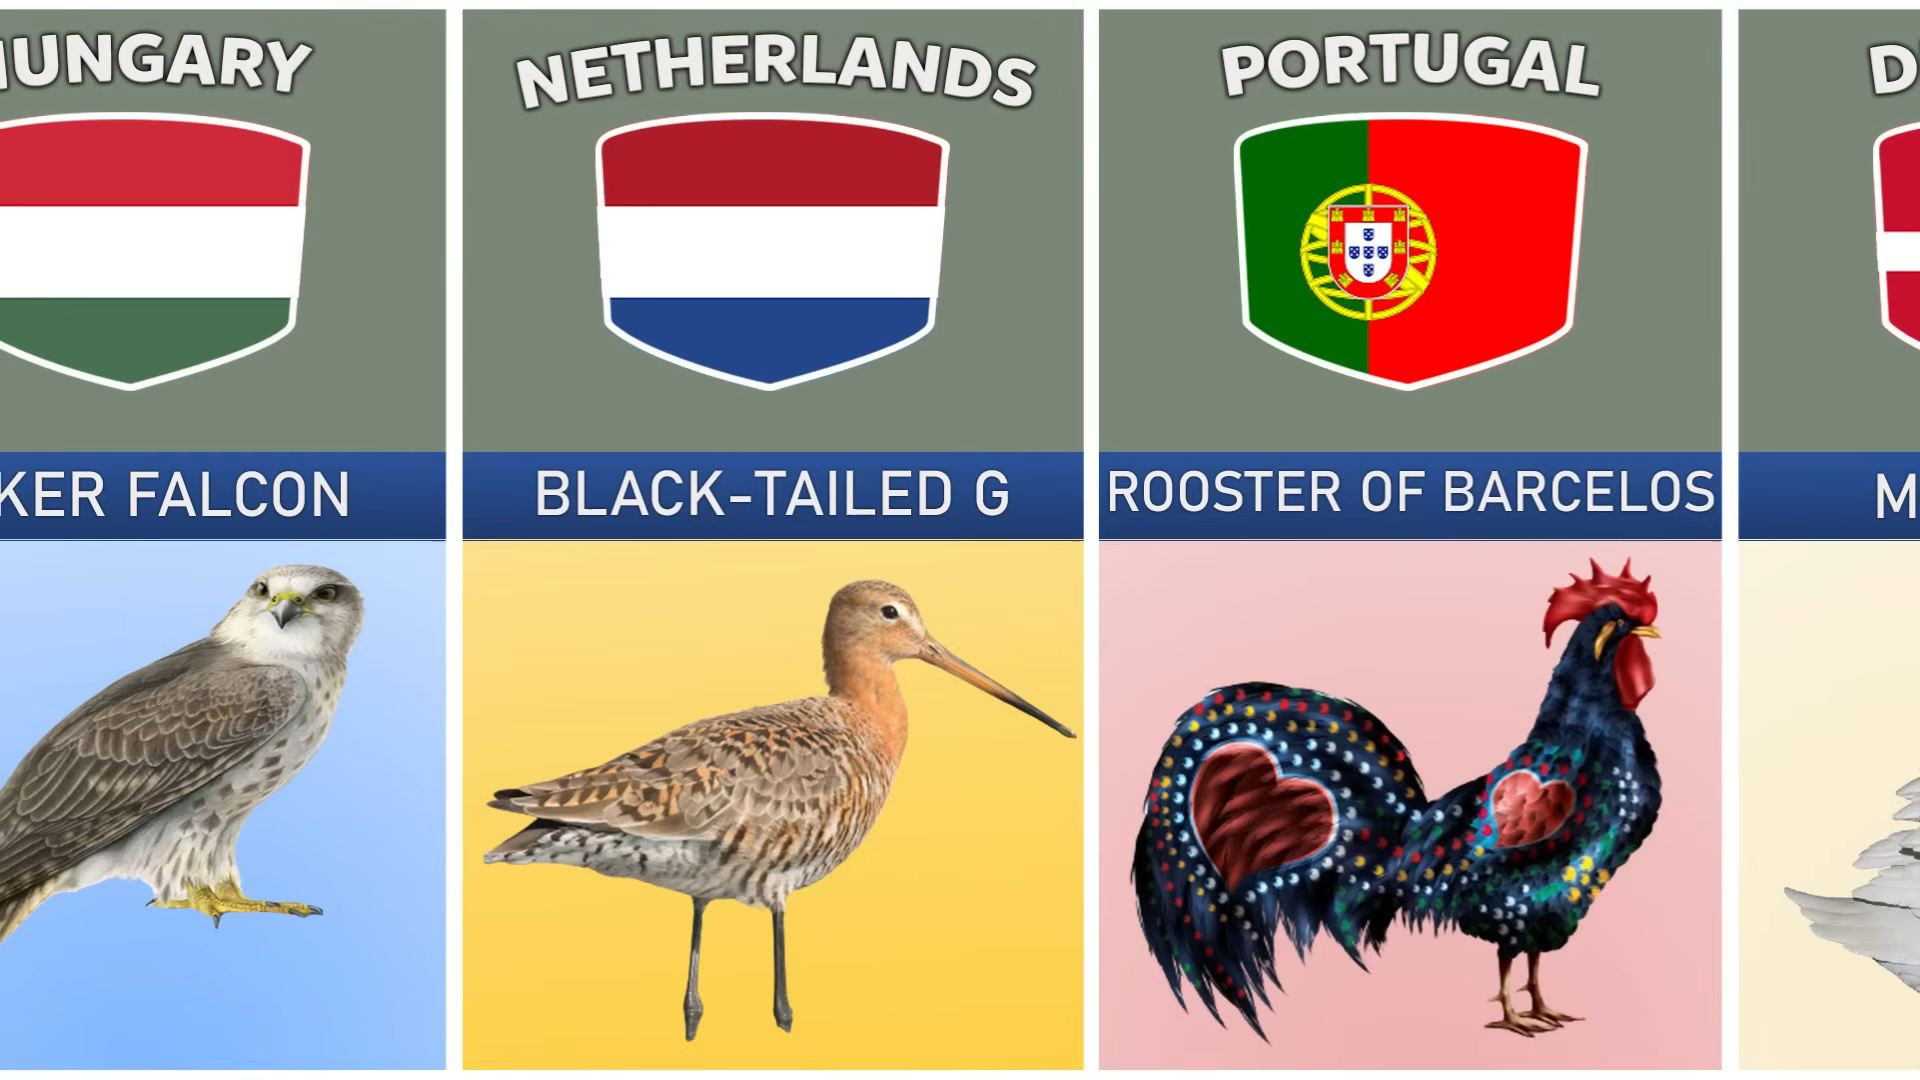 UNGARY
NETHERLANDS
PORTUGAL
D
KER FALCON
BLACK-TAILED G
ROOSTER OF BARCELOS
M